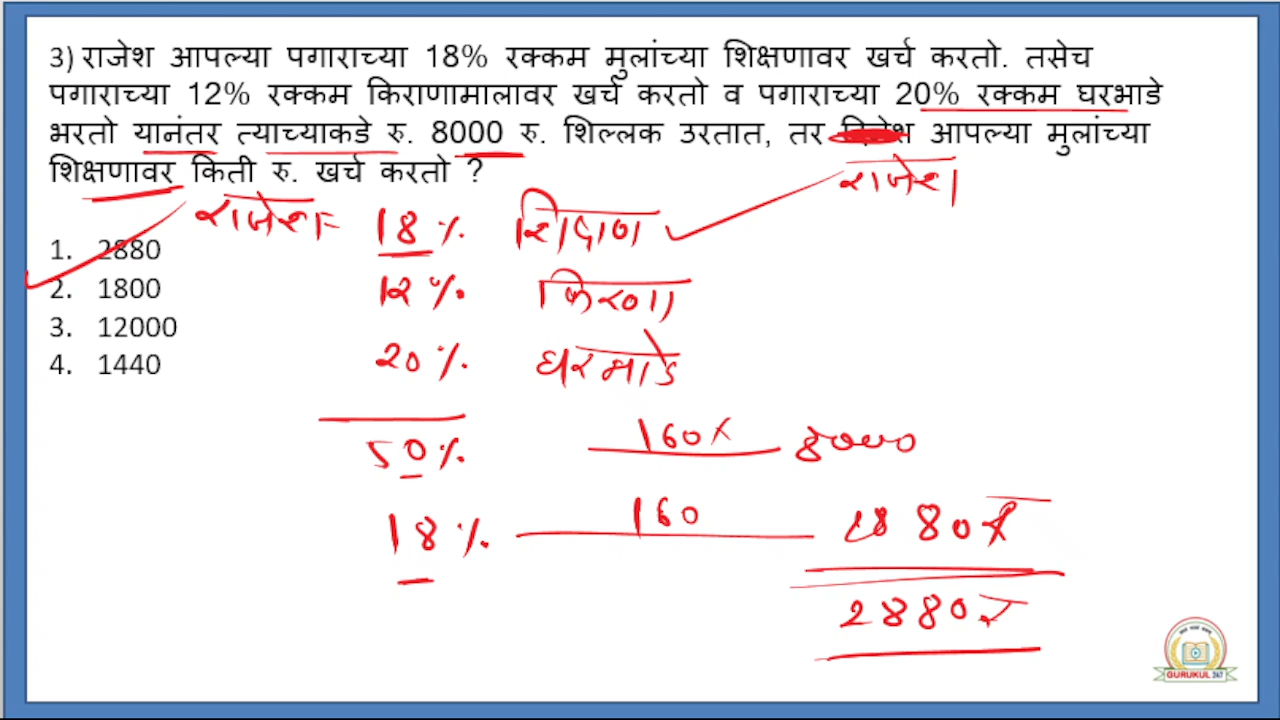 3) राजेश आपल्या पगाराच्या 18% रक्कम मुलांच्या शिक्षणावर खर्च करतो. तसेच
पगाराच्या 12% रक्कम किराणामालावर खर्च करतो व पगाराच्या 20% रक्कम घरभाडे
भरतो यानंतर त्याच्याकडे रु. 8000 रु. शिल्लक उरतात, तर आपल्या मुलांच्या
शिक्षणावर किती रु. खर्च करतो ?
राजेश
राजेश = 18 % शिक्षण
1. 2880
2. 1800
12 % किराणा
3. 12000
4. 1440
20 % घरभाडे
50 % 160 x 8000
18 % 160 2880 र
2880 र
GURUKUL 247